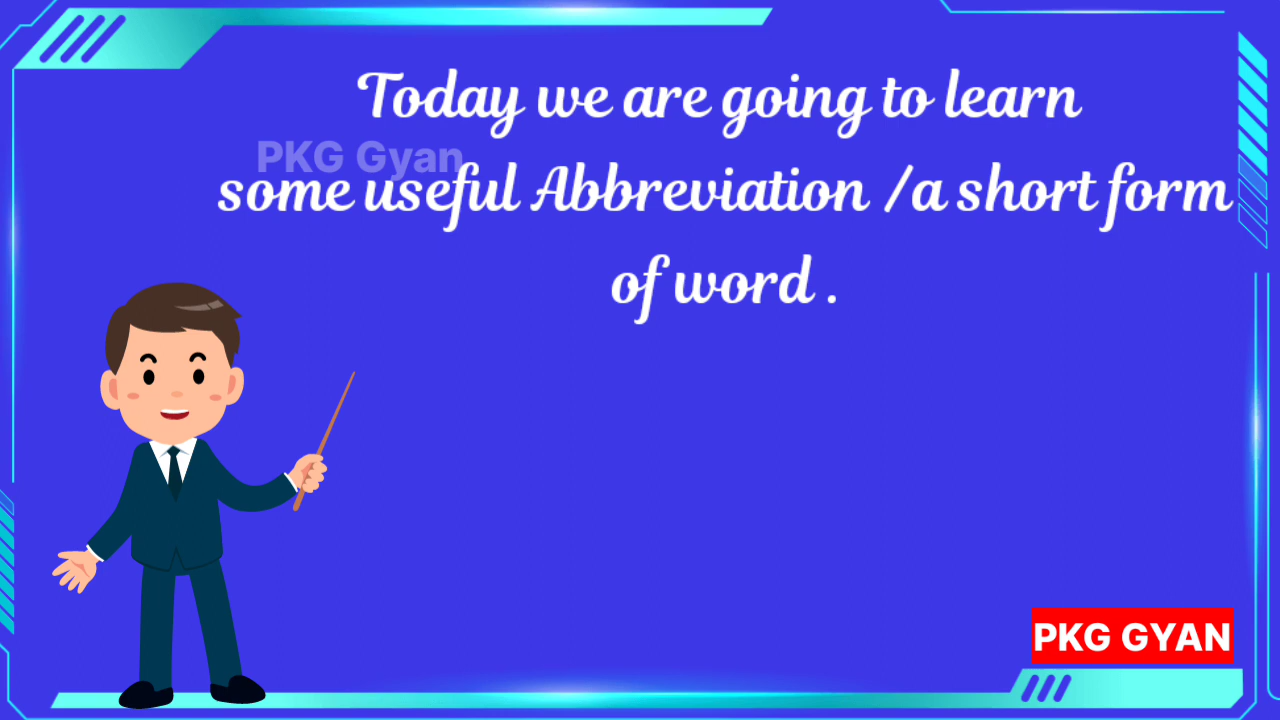 Today we are going to learn
PKG Gyan
some useful Abbreviation /a short form
of word .
PKG GYAN